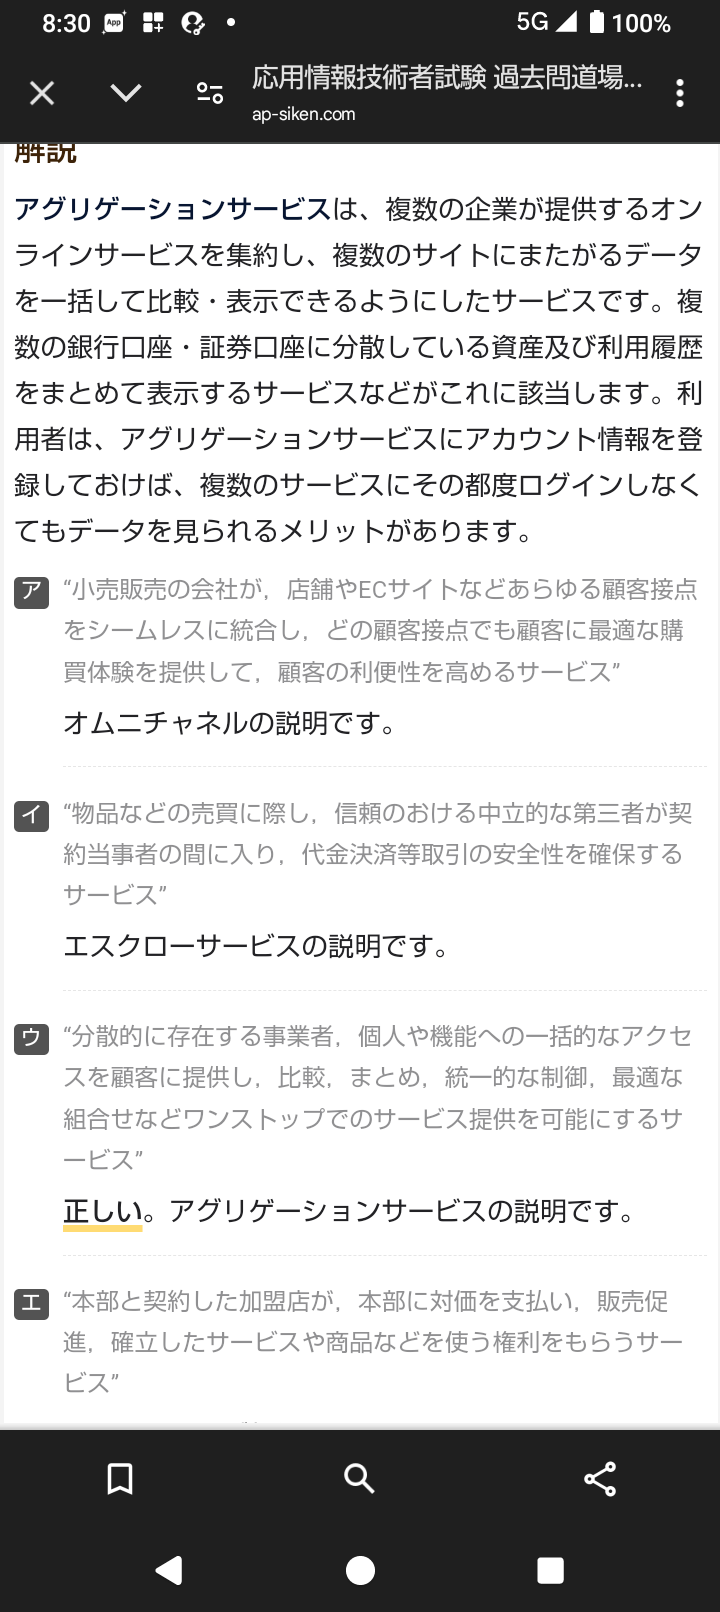 8:30
App
5G 100%
応用情報技術者試験 過去問道場...
ap-siken.com
解説
アグリゲーションサービスは、複数の企業が提供するオン
ラインサービスを集約し、複数のサイトにまたがるデータ
を一括して比較・表示できるようにしたサービスです。複
数の銀行口座・証券口座に分散している資産及び利用履歴
をまとめて表示するサービスなどがこれに該当します。利
用者は、アグリゲーションサービスにアカウント情報を登
録しておけば、複数のサービスにその都度ログインしなく
てもデータを見られるメリットがあります。
ア “小売販売の会社が，店舗やECサイトなどあらゆる顧客接点
をシームレスに統合し，どの顧客接点でも顧客に最適な購
買体験を提供して，顧客の利便性を高めるサービス”
オムニチャネルの説明です。
イ “物品などの売買に際し，信頼のおける中立的な第三者が契
約当事者の間に入り，代金決済等取引の安全性を確保する
サービス”
エスクローサービスの説明です。
ウ “分散的に存在する事業者，個人や機能への一括的なアクセ
スを顧客に提供し，比較，まとめ，統一的な制御，最適な
組合せなどワンストップでのサービス提供を可能にするサ
ービス”
正しい。アグリゲーションサービスの説明です。
エ “本部と契約した加盟店が，本部に対価を支払い，販売促
進，確立したサービスや商品などを使う権利をもらうサー
ビス”